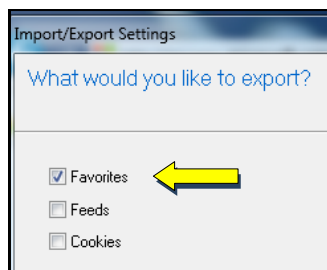 Import/Export Settings
What would you like to export?
Favorites
Feeds
Cookies